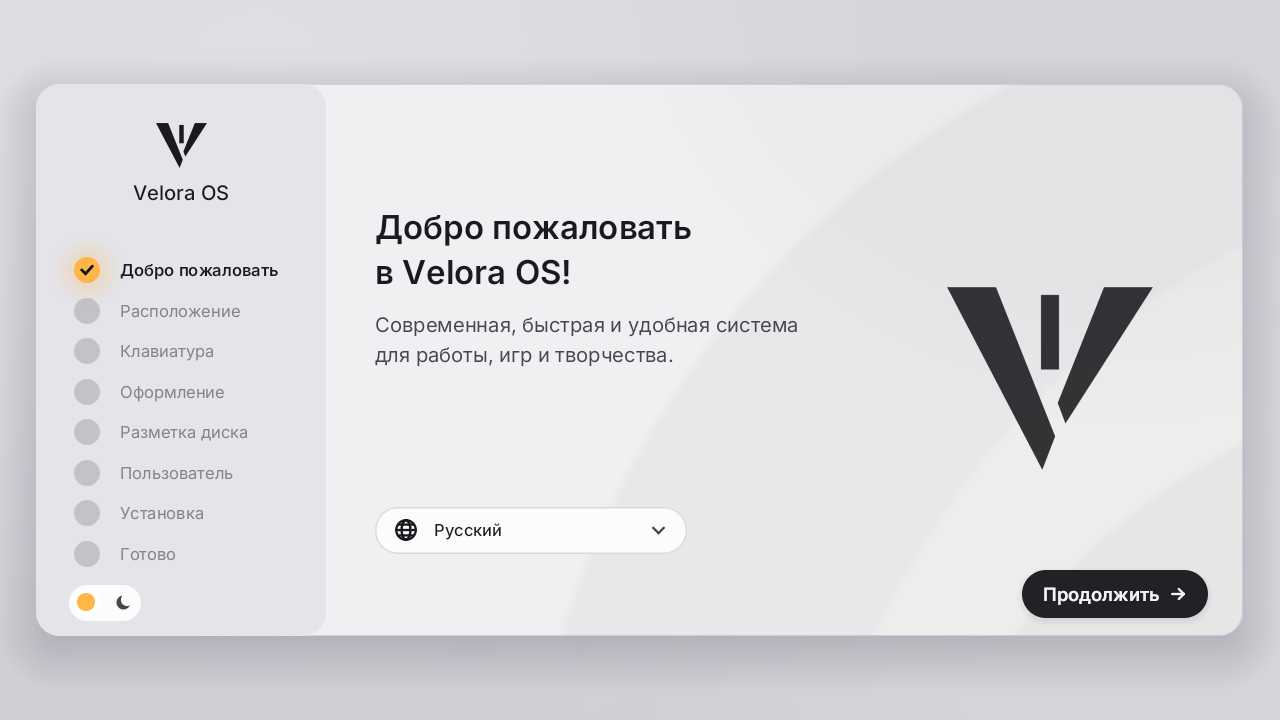 Velora OS
Добро пожаловать
Расположение
Клавиатура
Оформление
Разметка диска
Пользователь
Установка
Готово
Добро пожаловать
в Velora OS!
Современная, быстрая и удобная система
для работы, игр и творчества.
Русский
Продолжить